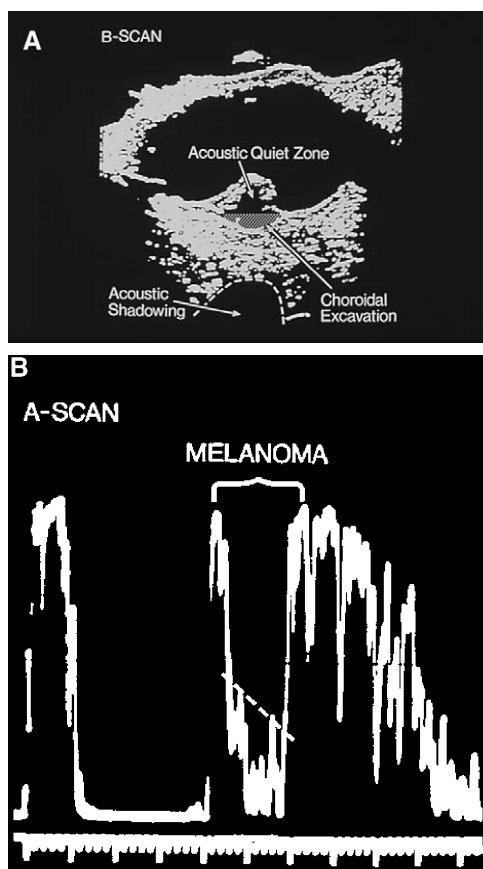 A
B-SCAN
Acoustic Quiet Zone
Acoustic
Shadowing
Choroidal
Excavation
B
A-SCAN
MELANOMA